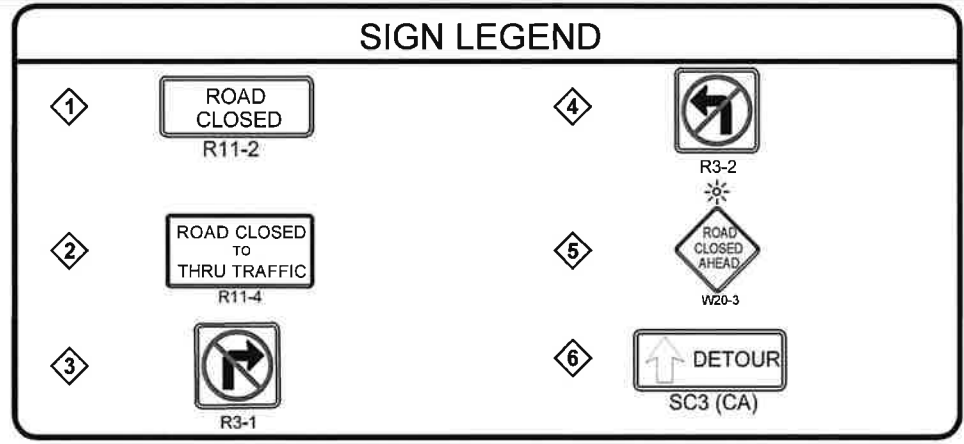 SIGN LEGEND
1
ROAD
CLOSED
R11-2
2
ROAD CLOSED
TO
THRU TRAFFIC
R11-4
3
R3-1
4
R3-2
5
ROAD
CLOSED
AHEAD
W20-3
6
DETOUR
SC3 (CA)